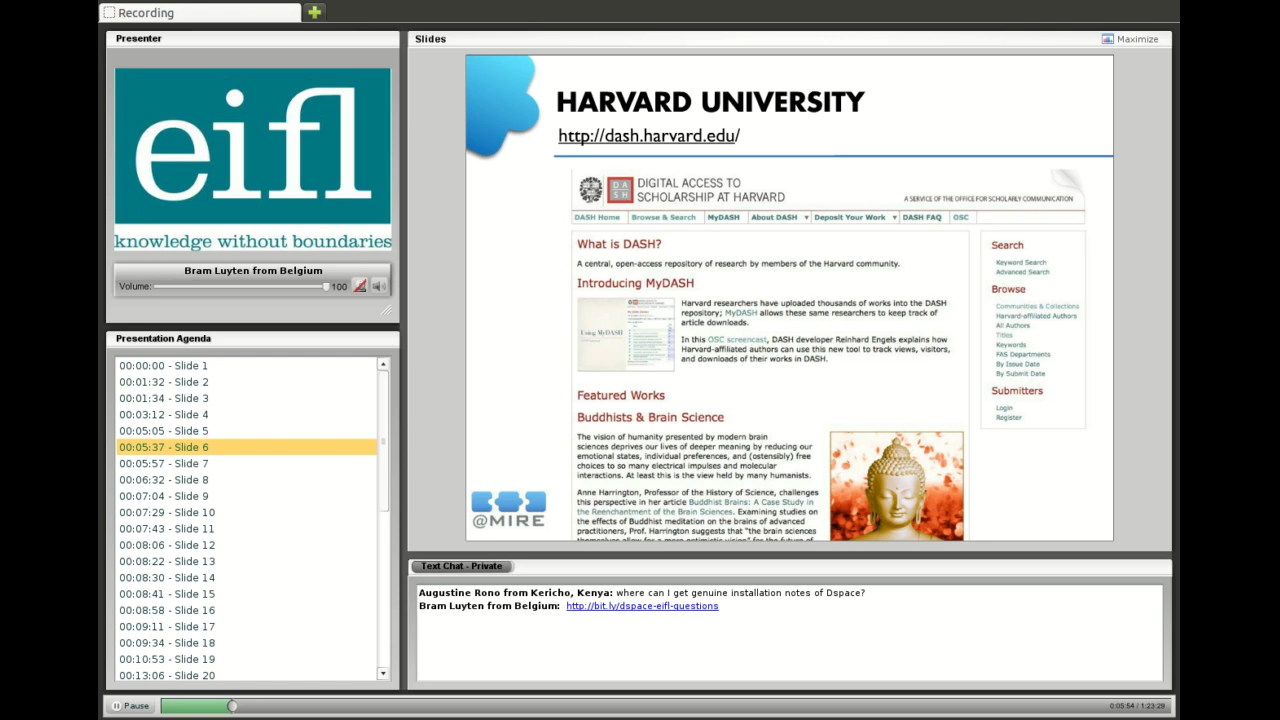 Recording
Presenter
eifl
knowledge without boundaries
Bram Luyten from Belgium
Volume:
100
Presentation Agenda
00:00:00 - Slide 1
00:01:32 - Slide 2
00:01:34 - Slide 3
00:03:12 - Slide 4
00:05:05 - Slide 5
00:05:37 - Slide 6
00:05:57 - Slide 7
00:06:32 - Slide 8
00:07:04 - Slide 9
00:07:29 - Slide 10
00:07:43 - Slide 11
00:08:06 - Slide 12
00:08:22 - Slide 13
00:08:30 - Slide 14
00:08:41 - Slide 15
00:08:58 - Slide 16
00:09:11 - Slide 17
00:09:34 - Slide 18
00:10:53 - Slide 19
00:13:06 - Slide 20
Slides
Maximize
HARVARD UNIVERSITY
http://dash.harvard.edu/
DA
SH
DIGITAL ACCESS TO
SCHOLARSHIP AT HARVARD
A SERVICE OF THE OFFICE FOR SCHOLARLY COMMUNICATION
DASH Home Browse & Search MyDASH About DASH Deposit Your Work DASH FAQ OSC
What is DASH?
A central, open-access repository of research by members of the Harvard community.
Introducing MyDASH
Using MyDASH
Harvard researchers have uploaded thousands of works into the DASH
repository; MyDASH allows these same researchers to keep track of
article downloads.
In this OSC screencast, DASH developer Reinhard Engels explains how
Harvard-affiliated authors can use this new tool to track views, visitors,
and downloads of their works in DASH.
Featured Works
Buddhists & Brain Science
The vision of humanity presented by modern brain
sciences deprives our lives of deeper meaning by reducing our
emotional states, individual preferences, and (ostensibly) free
choices to so many electrical impulses and molecular
interactions. At least this is the view held by many humanists.
Anne Harrington, Professor of the History of Science, challenges
this perspective in her article Buddhist Brains: A Case Study in
the Reenchantment of the Brain Sciences. Examining studies on
the effects of Buddhist meditation on the brains of advanced
practitioners, Prof. Harrington suggests that "the brain sciences
themselves allow for a more optimistic vision" for the future of
Search
Keyword Search
Advanced Search
Browse
Communities & Collections
Harvard-affiliated Authors
All Authors
Titles
Keywords
FAS Departments
By Issue Date
By Submit Date
Submitters
Login
Register
@MIRE
Text Chat - Private
Augustine Rono from Kericho, Kenya: where can I get genuine installation notes of Dspace?
Bram Luyten from Belgium: http://bit.ly/dspace-eifl-questions
Pause
0:05:54 / 1:23:29